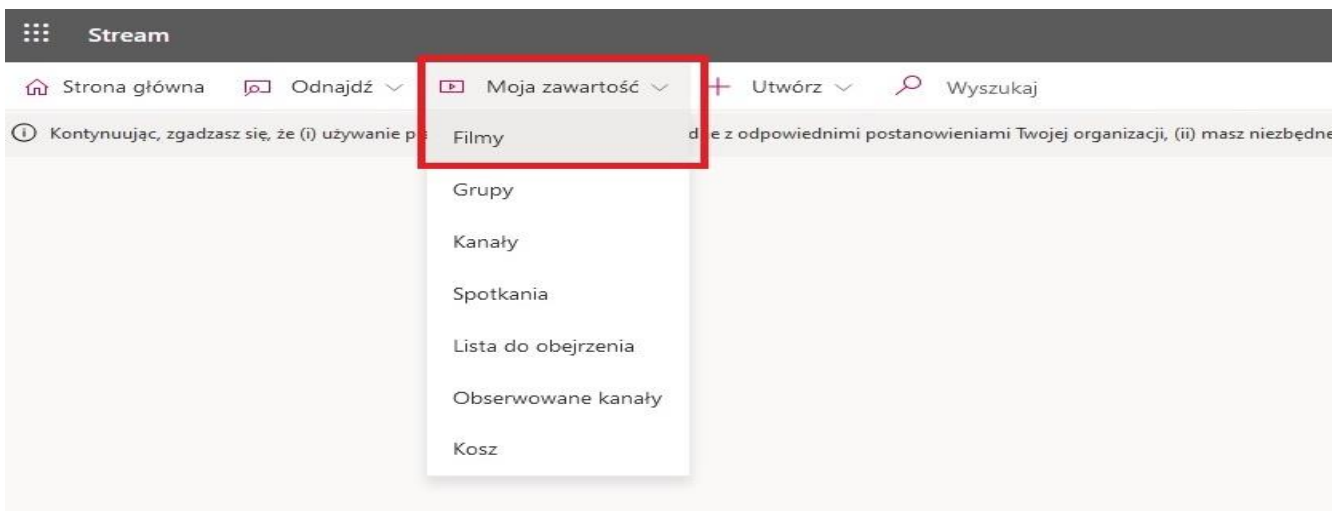 Stream
Strona główna Odnajdź Moja zawartość Utwórz Wyszukaj
Kontynuując, zgadzasz się, że (i) używanie z odpowiednimi postanowieniami Twojej organizacji, (ii) masz niezbędne
Filmy
Grupy
Kanały
Spotkania
Lista do obejrzenia
Obserwowane kanały
Kosz